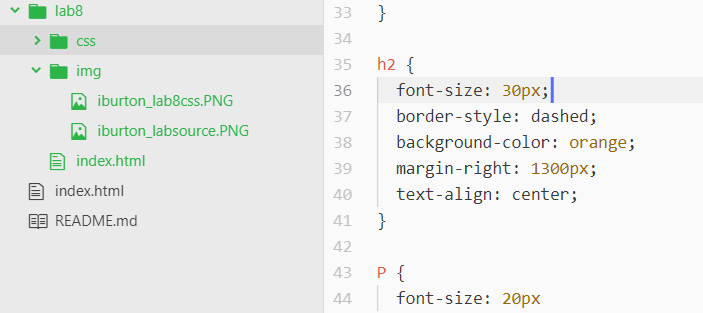 lab8
css
img
iburton_lab8css.PNG
iburton_labsource.PNG
index.html
index.html
README.md
33 }
34
35 h2 {
36 font-size: 30px;
37 border-style: dashed;
38 background-color: orange;
39 margin-right: 1300px;
40 text-align: center;
41 }
42
43 P {
44 font-size: 20px